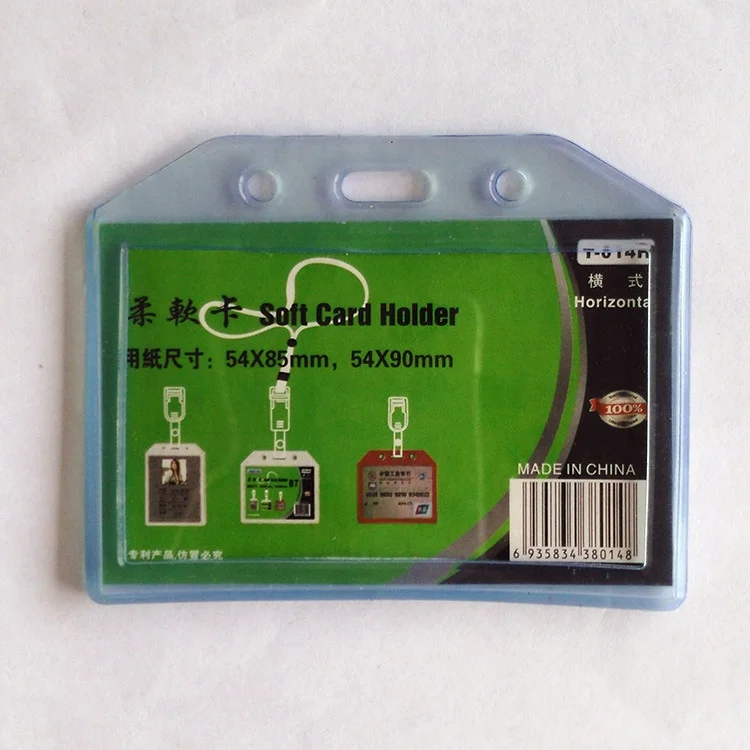 T-014H
横 式
Horizonta
柔軟卡 Soft Card Holder
用纸尺寸：54X85mm，54X90mm
100%
MADE IN CHINA
6 935834 380148
专利产品,仿冒必究